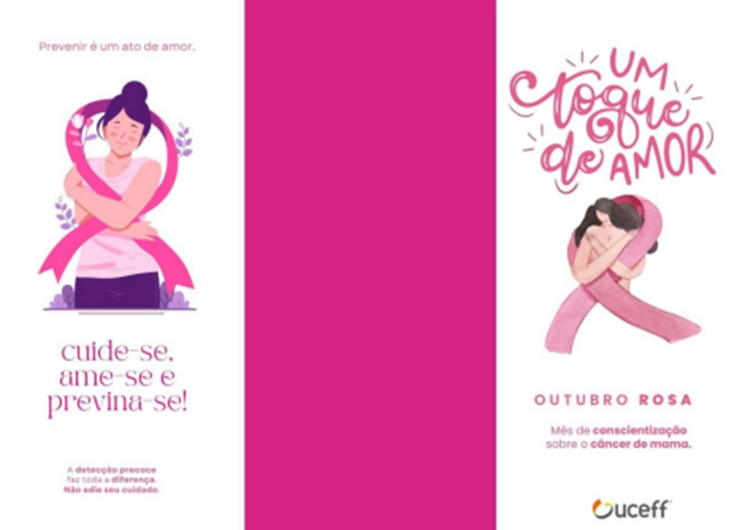 Prevenir é um ato de amor.
cuide-se,
ame-se e
previna-se!
A detecção precoce
faz toda a diferença.
Não adie seu cuidado.
UM
toque
de AMOR
OUTUBRO ROSA
Mês de conscientização
sobre o câncer de mama.
uceff